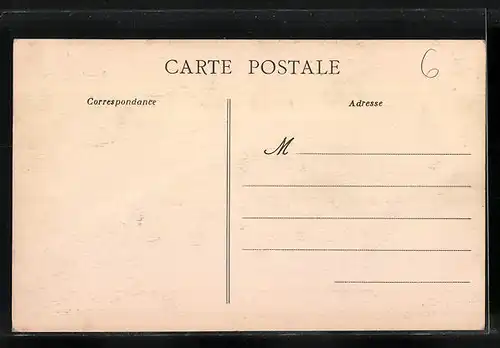 CARTE POSTALE
6
Correspondance
Adresse
M